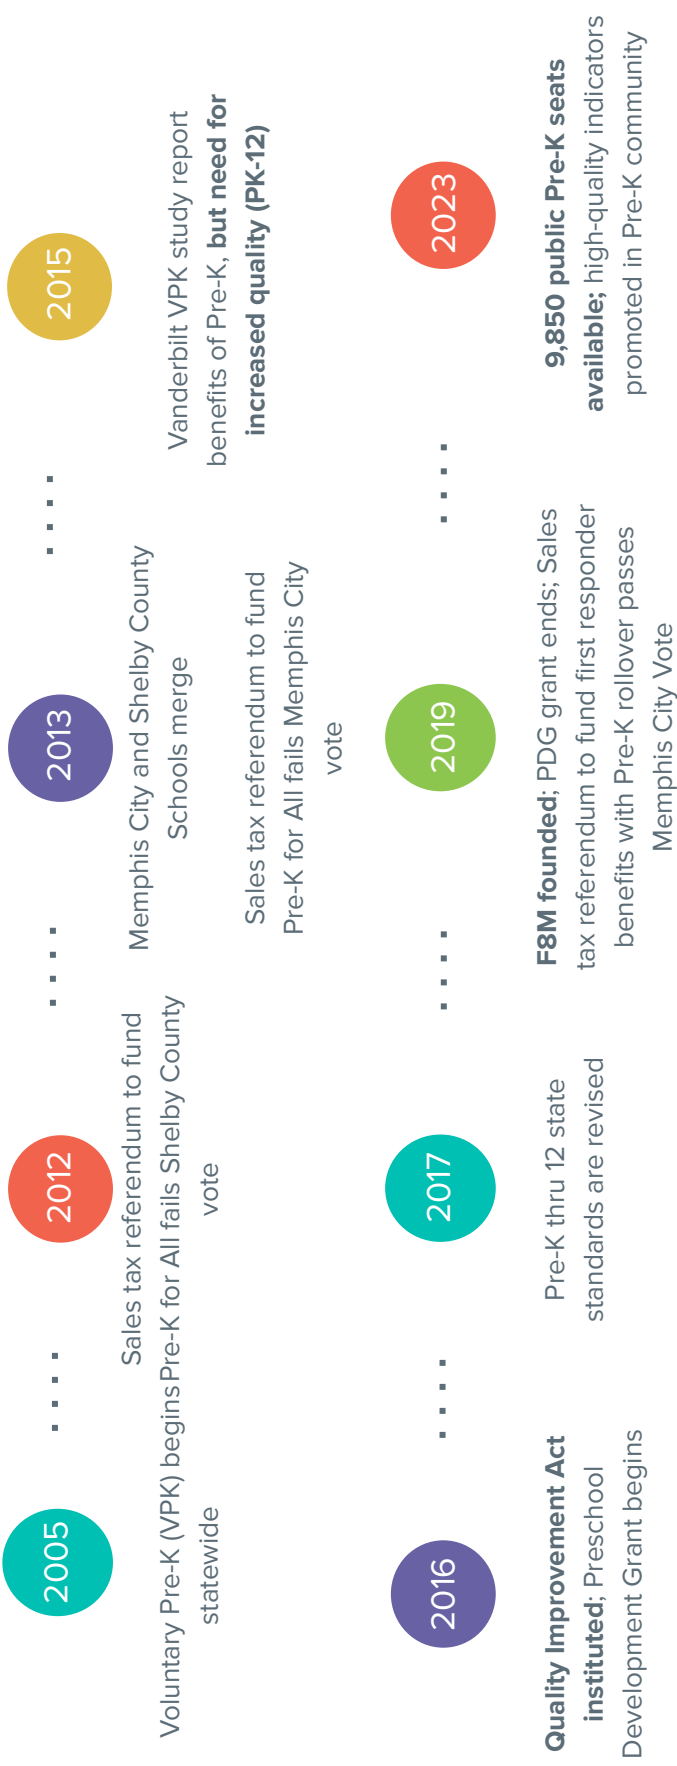 2005
Voluntary Pre-K (VPK) begins
statewide
2012
Sales tax referendum to fund
Pre-K for All fails Shelby County
vote
2013
Memphis City and Shelby County
Schools merge
Sales tax referendum to fund
Pre-K for All fails Memphis City
vote
2015
Vanderbilt VPK study report
benefits of Pre-K, but need for
increased quality (PK-12)
2016
Quality Improvement Act
instituted; Preschool
Development Grant begins
2017
Pre-K thru 12 state
standards are revised
2019
F8M founded; PDG grant ends; Sales
tax referendum to fund first responder
benefits with Pre-K rollover passes
Memphis City Vote
2023
9,850 public Pre-K seats
available; high-quality indicators
promoted in Pre-K community